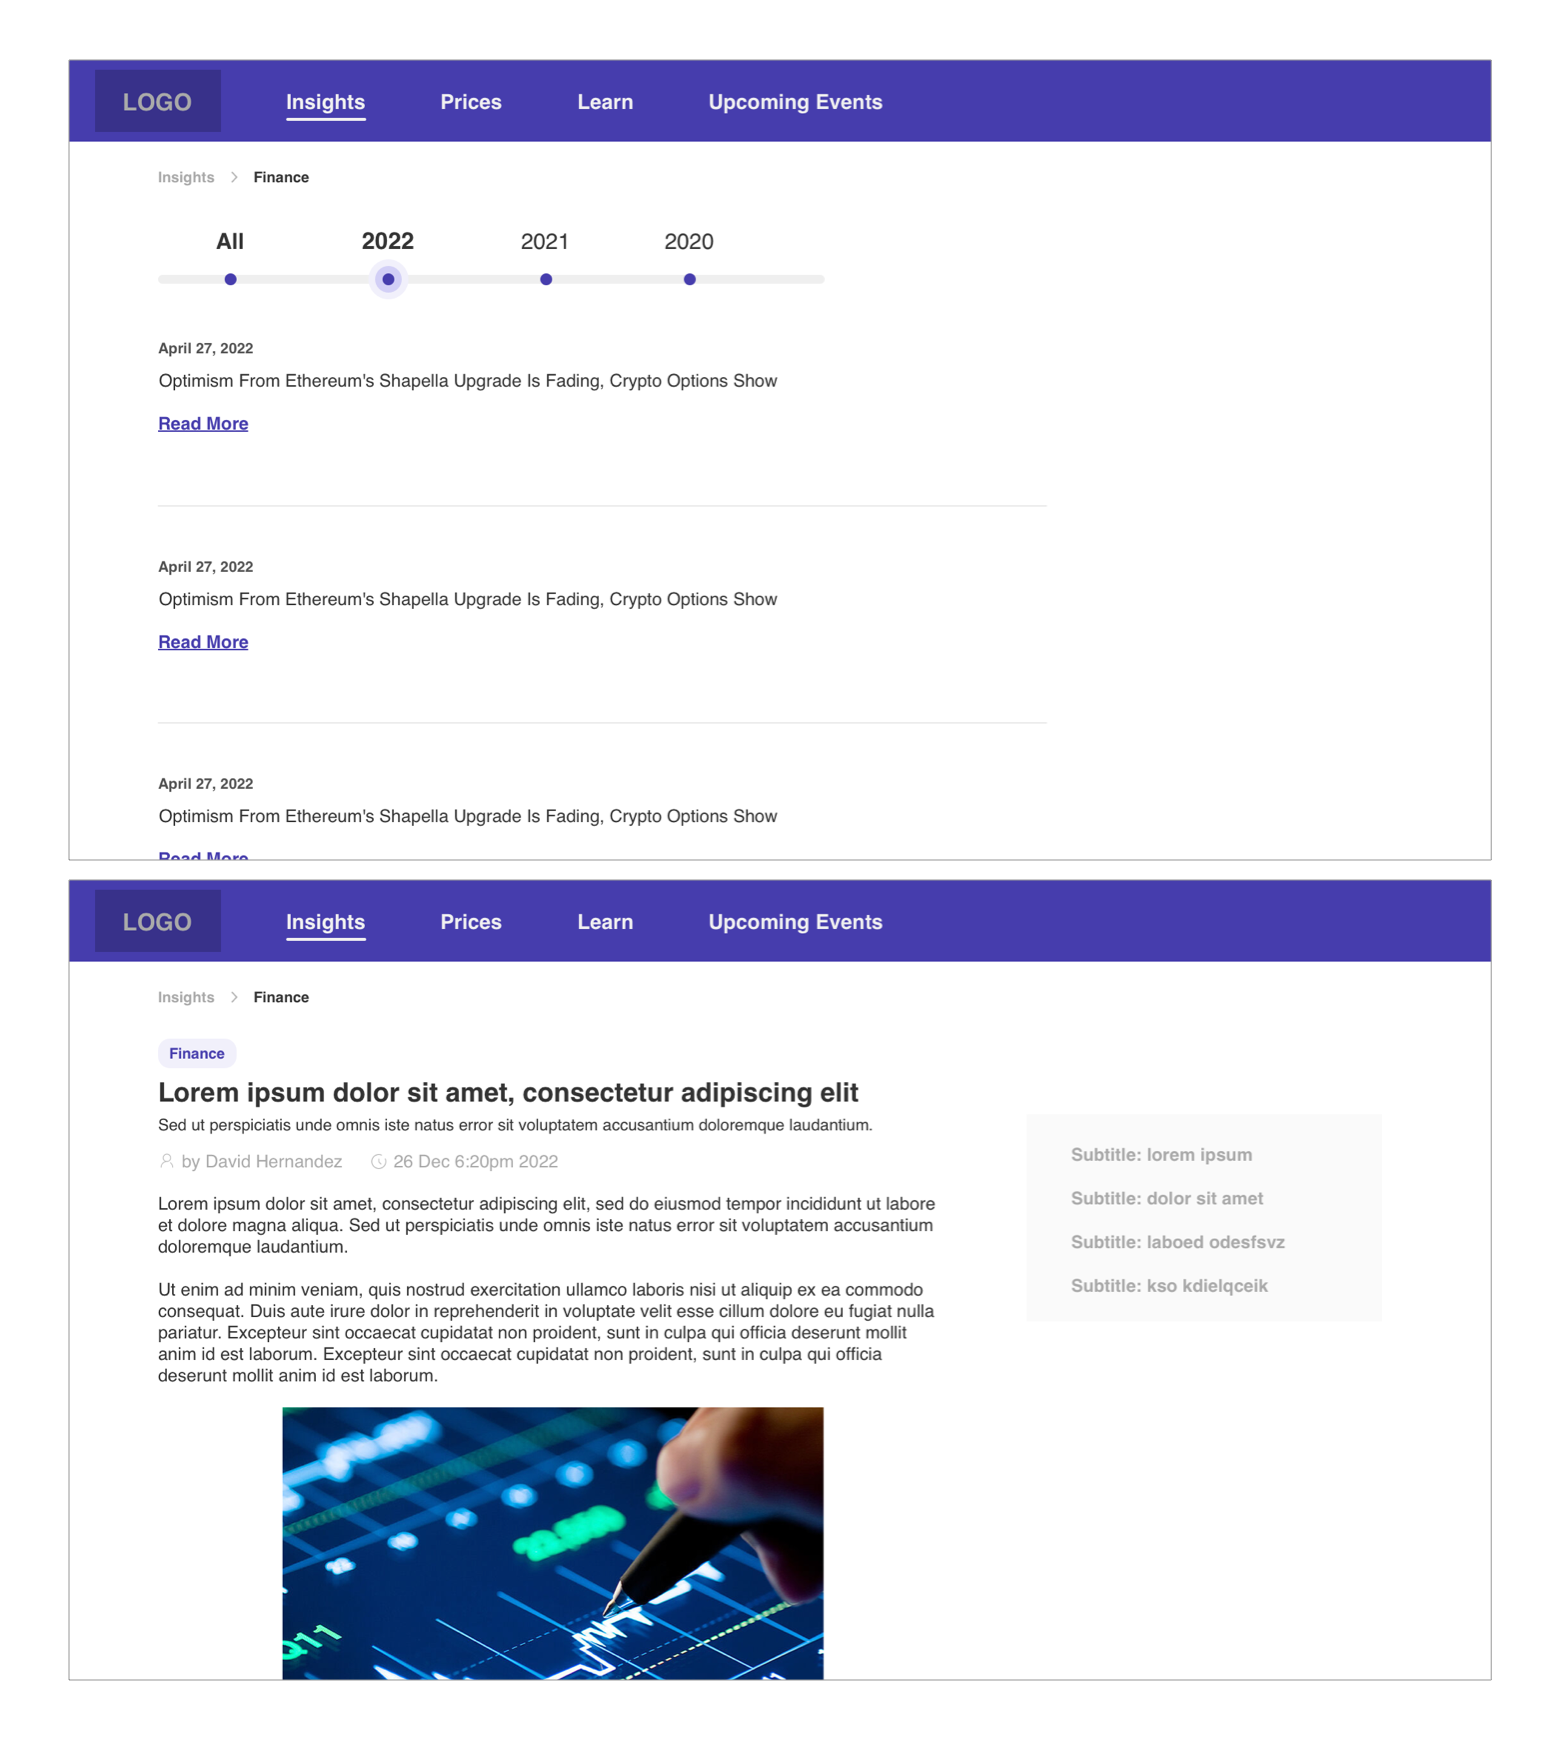 LOGO Insights Prices Learn Upcoming Events
Insights > Finance
All 2022 2021 2020
April 27, 2022
Optimism From Ethereum's Shapella Upgrade Is Fading, Crypto Options Show
Read More
April 27, 2022
Optimism From Ethereum's Shapella Upgrade Is Fading, Crypto Options Show
Read More
April 27, 2022
Optimism From Ethereum's Shapella Upgrade Is Fading, Crypto Options Show
Read More
LOGO Insights Prices Learn Upcoming Events
Insights > Finance
Finance
Lorem ipsum dolor sit amet, consectetur adipiscing elit
Sed ut perspiciatis unde omnis iste natus error sit voluptatem accusantium doloremque laudantium.
by David Hernandez 26 Dec 6:20pm 2022
Lorem ipsum dolor sit amet, consectetur adipiscing elit, sed do eiusmod tempor incididunt ut labore
et dolore magna aliqua. Sed ut perspiciatis unde omnis iste natus error sit voluptatem accusantium
doloremque laudantium.
Ut enim ad minim veniam, quis nostrud exercitation ullamco laboris nisi ut aliquip ex ea commodo
consequat. Duis aute irure dolor in reprehenderit in voluptate velit esse cillum dolore eu fugiat nulla
pariatur. Excepteur sint occaecat cupidatat non proident, sunt in culpa qui officia deserunt mollit
anim id est laborum. Excepteur sint occaecat cupidatat non proident, sunt in culpa qui officia
deserunt mollit anim id est laborum.
Subtitle: lorem ipsum
Subtitle: dolor sit amet
Subtitle: laboed odesfsvz
Subtitle: kso kdielqceik